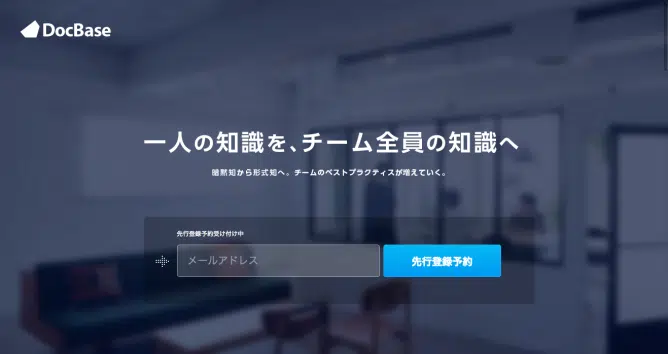 DocBase
一人の知識を、チーム全員の知識へ
暗黙知から形式知へ。チームのベストプラクティスが増えていく。
先行登録予約受け付け中
メールアドレス
先行登録予約